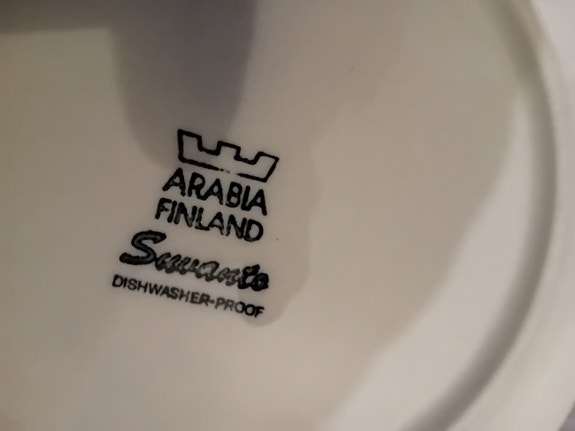 ARABIA
FINLAND
Suvanto
DISHWASHER-PROOF